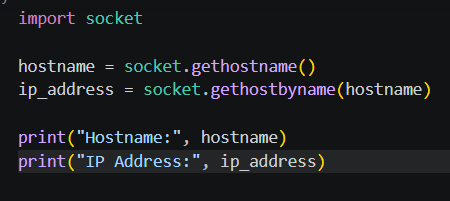 import socket
hostname = socket.gethostname()
ip_address = socket.gethostbyname(hostname)
print("Hostname:", hostname)
print("IP Address:", ip_address)